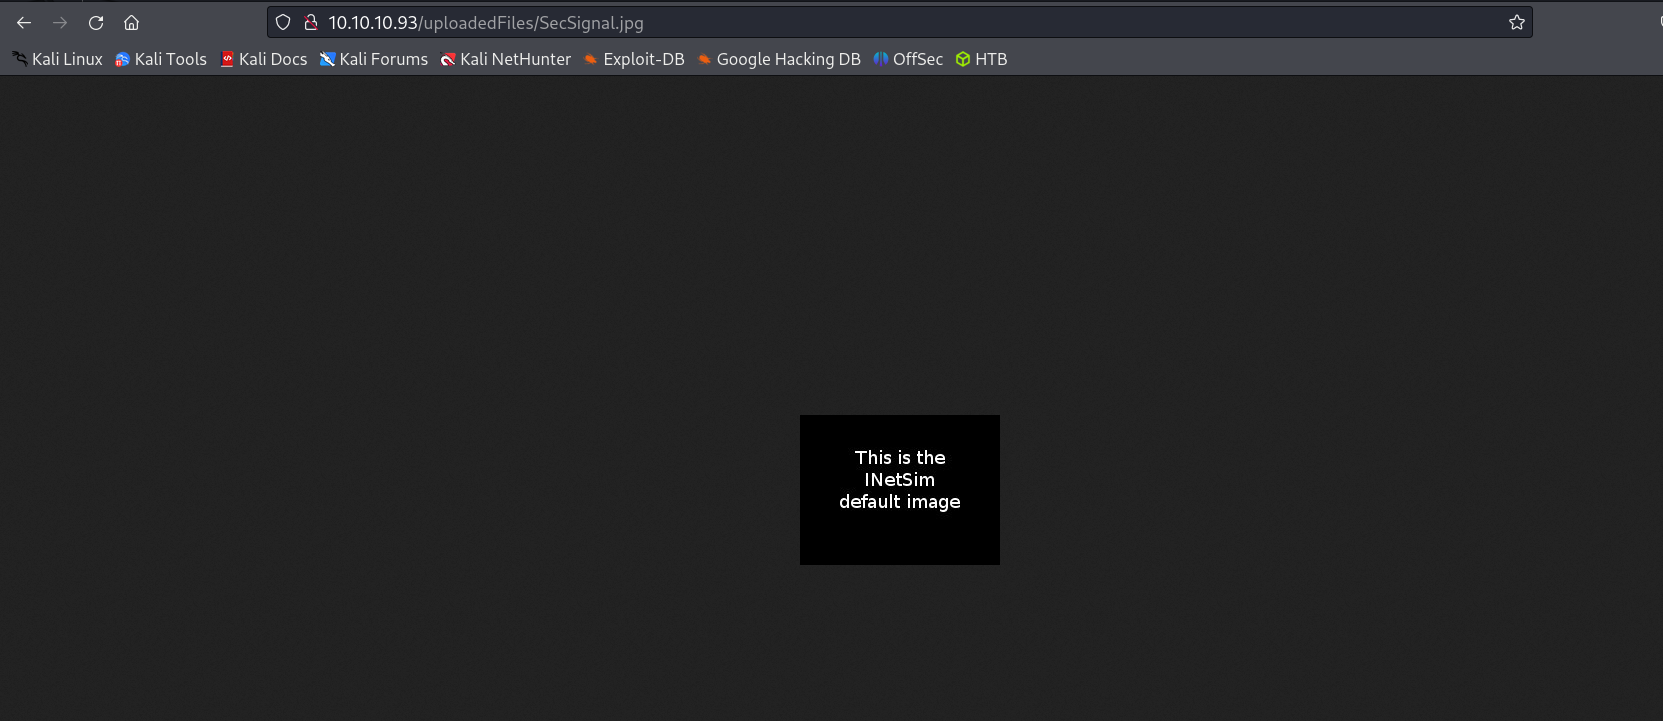 10.10.10.93/uploadedFiles/SecSignal.jpg
Kali Linux Kali Tools Kali Docs Kali Forums Kali NetHunter Exploit-DB Google Hacking DB OffSec HTB
This is the
INetSim
default image